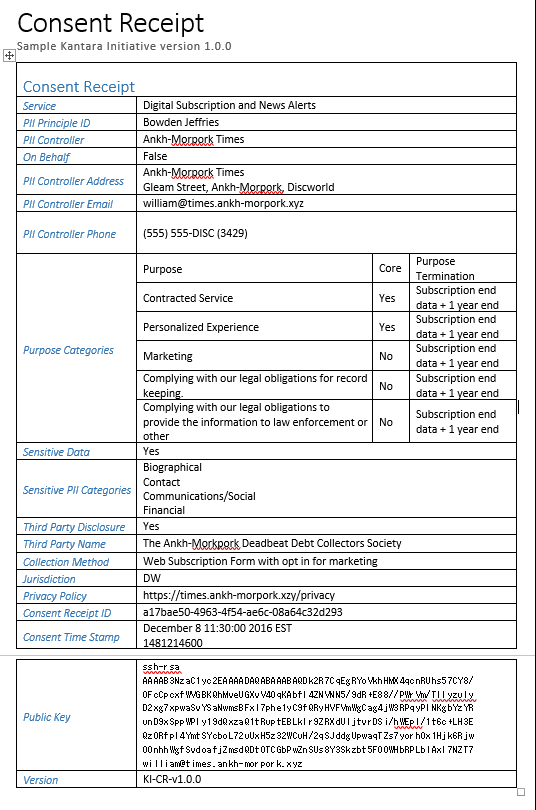 Consent Receipt
Sample Kantara Initiative version 1.0.0
Consent Receipt
Service Digital Subscription and News Alerts
PII Principle ID Bowden Jeffries
PII Controller Ankh-Morpork Times
On Behalf False
PII Controller Address Ankh-Morpork Times
Gleam Street, Ankh-Morpork, Discworld
PII Controller Email william@times.ankh-morpork.xyz
PII Controller Phone (555) 555-DISC (3429)
Purpose Categories
Purpose Core Purpose
Termination
Contracted Service Yes Subscription end
data + 1 year end
Personalized Experience Yes Subscription end
data + 1 year end
Marketing No Subscription end
data + 1 year end
Complying with our legal obligations for record
keeping. No Subscription end
data + 1 year end
Complying with our legal obligations to
provide the information to law enforcement or
other No Subscription end
data + 1 year end
Sensitive Data Yes
Sensitive PII Categories Biographical
Contact
Communications/Social
Financial
Third Party Disclosure Yes
Third Party Name The Ankh-Morkpork Deadbeat Debt Collectors Society
Collection Method Web Subscription Form with opt in for marketing
Jurisdiction DW
Privacy Policy https://times.ankh-morpork.xzy/privacy
Consent Receipt ID a17bae50-4963-4f54-ae6c-08a64c32d293
Consent Time Stamp December 8 11:30:00 2016 EST
1481214600
Public Key ssh-rsa
william@times.ankh-morpork.xyz
Version KI-CR-v1.0.0